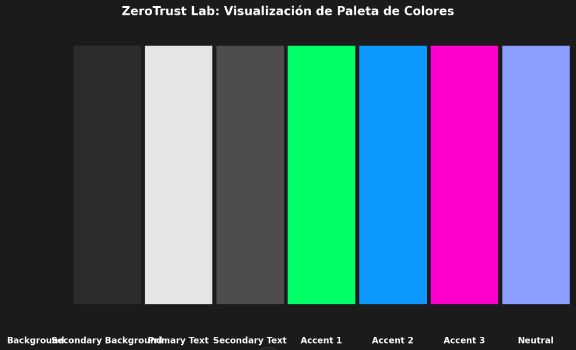 ZeroTrust Lab: Visualización de Paleta de Colores
Background Secondary Background Primary Text Secondary Text Accent 1 Accent 2 Accent 3 Neutral